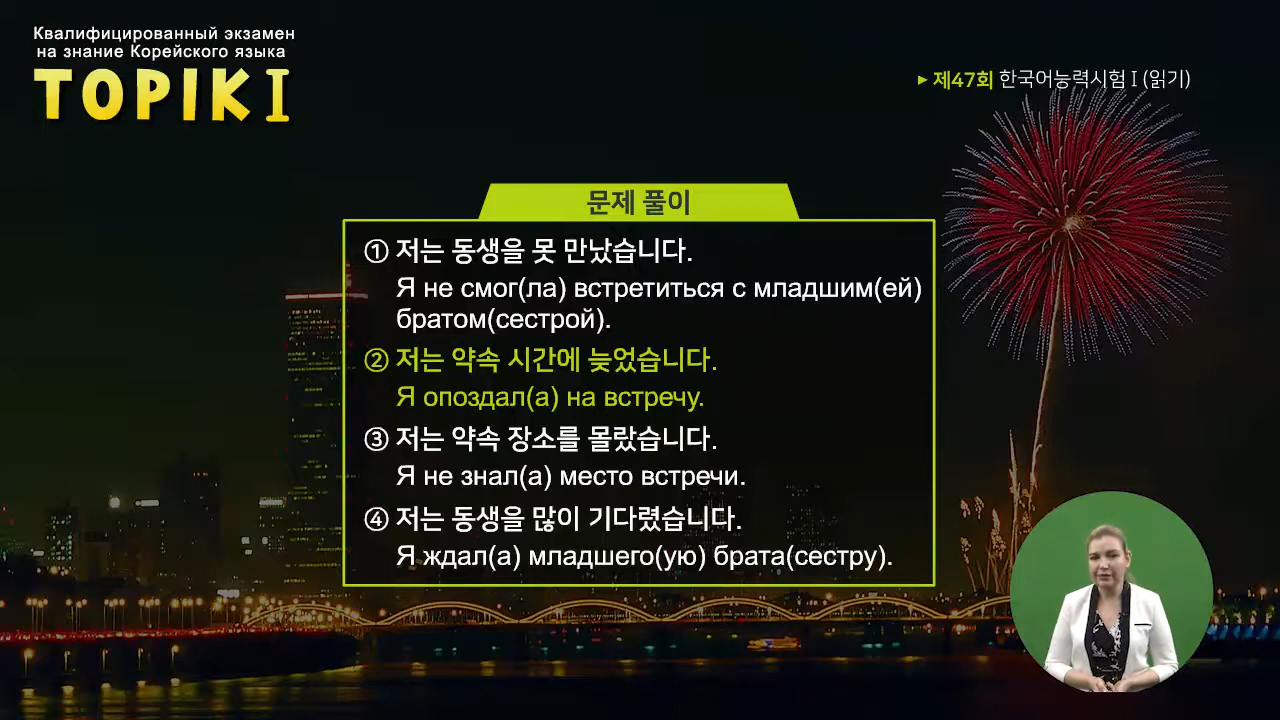 Квалифицированный экзамен
на знание Корейского языка
TOPIK I
▸ 제47회 한국어능력시험 I (읽기)
문제 풀이
① 저는 동생을 못 만났습니다.
Я не смог(ла) встретиться с младшим(ей)
братом(сестрой).
② 저는 약속 시간에 늦었습니다.
Я опоздал(а) на встречу.
③ 저는 약속 장소를 몰랐습니다.
Я не знал(а) место встречи.
④ 저는 동생을 많이 기다렸습니다.
Я ждал(а) младшего(ую) брата(сестру).